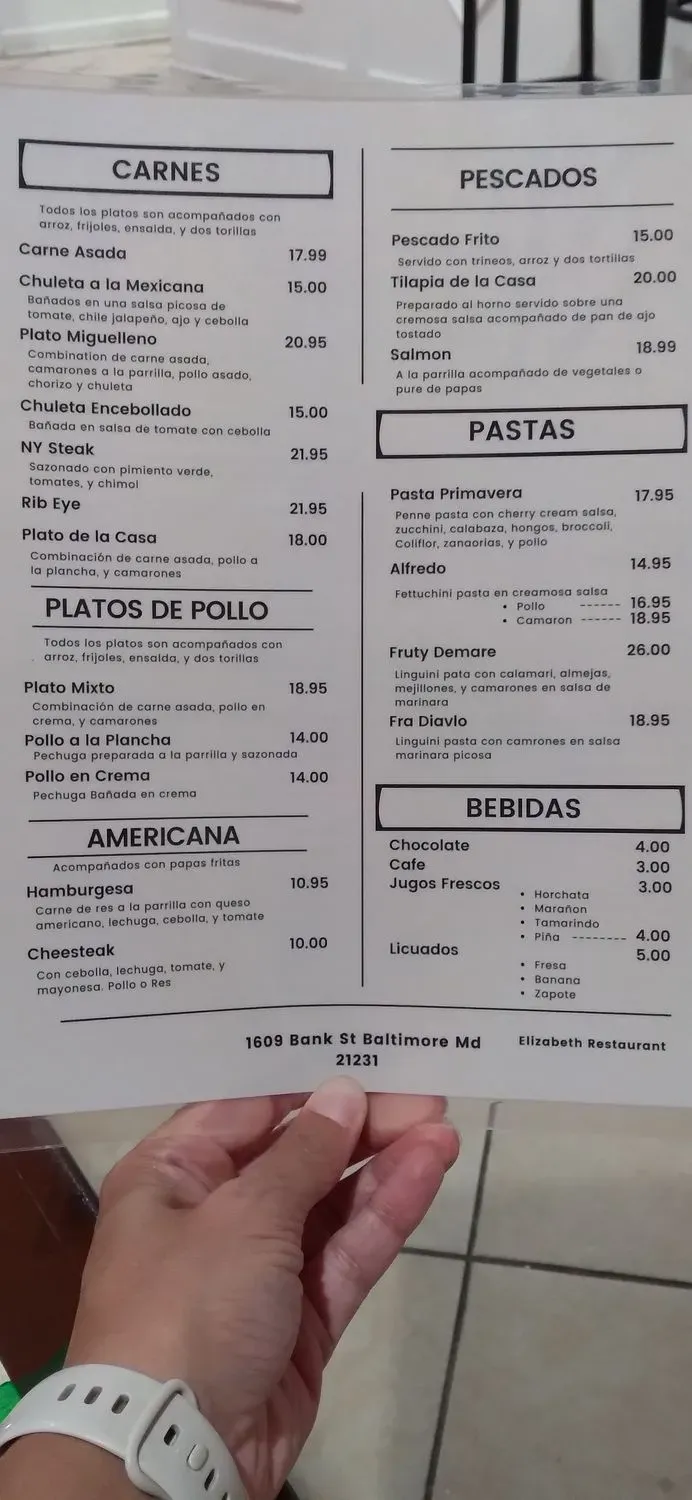 CARNES
Todos los platos son acompañados con
arroz, frijoles, ensalda, y dos torillas
Carne Asada 17.99
Chuleta a la Mexicana 15.00
Bañados en una salsa picosa de
tomate, chile jalapeño, ajo y cebolla
Plato Miguelleno 20.95
Combination de carne asada,
camarones a la parrilla, pollo asado,
chorizo y chuleta
Chuleta Encebollado 15.00
Bañada en salsa de tomate con cebolla
NY Steak 21.95
Sazonado con pimiento verde,
tomates, y chimol
Rib Eye 21.95
Plato de la Casa 18.00
Combinación de carne asada, pollo a
la plancha, y camarones
PLATOS DE POLLO
Todos los platos son acompañados con
arroz, frijoles, ensalda, y dos torillas
Plato Mixto 18.95
Combinación de carne asada, pollo en
crema, y camarones
Pollo a la Plancha 14.00
Pechuga preparada a la parrilla y sazonada
Pollo en Crema 14.00
Pechuga Bañada en crema
AMERICANA
Acompañados con papas fritas
Hamburgesa 10.95
Carne de res a la parrilla con queso
americano, lechuga, cebolla, y tomate
Cheesteak 10.00
Con cebolla, lechuga, tomate, y
mayonesa. Pollo o Res
PESCADOS
Pescado Frito 15.00
Servido con trineos, arroz y dos tortillas
Tilapia de la Casa 20.00
Preparado al horno servido sobre una
cremosa salsa acompañado de pan de ajo
tostado
Salmon 18.99
A la parrilla acompañado de vegetales o
pure de papas
PASTAS
Pasta Primavera 17.95
Penne pasta con cherry cream salsa,
zucchini, calabaza, hongos, broccoli,
Coliflor, zanaorias, y pollo
Alfredo 14.95
Fettuchini pasta en creamosa salsa
• Pollo ------ 16.95
• Camaron ------ 18.95
Fruty Demare 26.00
Linguini pata con calamari, almejas,
mejillones, y camarones en salsa de
marinara
Fra Diavlo 18.95
Linguini pasta con camrones en salsa
marinara picosa
BEBIDAS
Chocolate 4.00
Cafe 3.00
Jugos Frescos 3.00
• Horchata
• Marañon
• Tamarindo
• Piña -------- 4.00
Licuados 5.00
• Fresa
• Banana
• Zapote
1609 Bank St Baltimore Md
21231
Elizabeth Restaurant